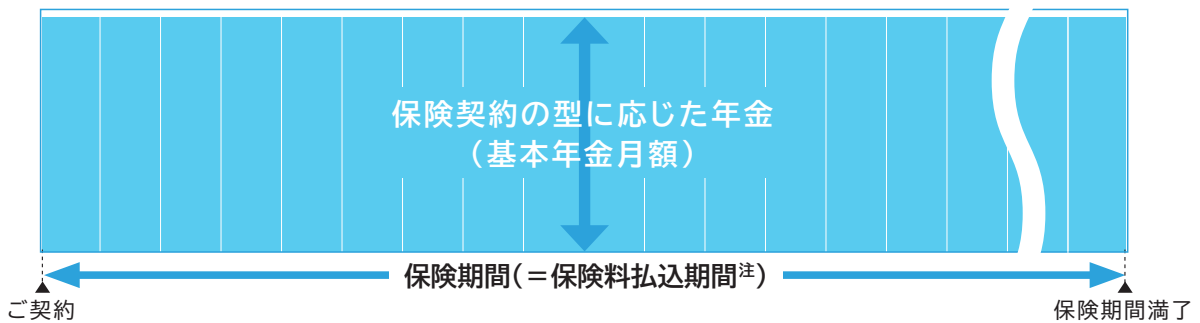 保険契約の型に応じた年金
（基本年金月額）
保険期間（＝保険料払込期間注）
ご契約
保険期間満了